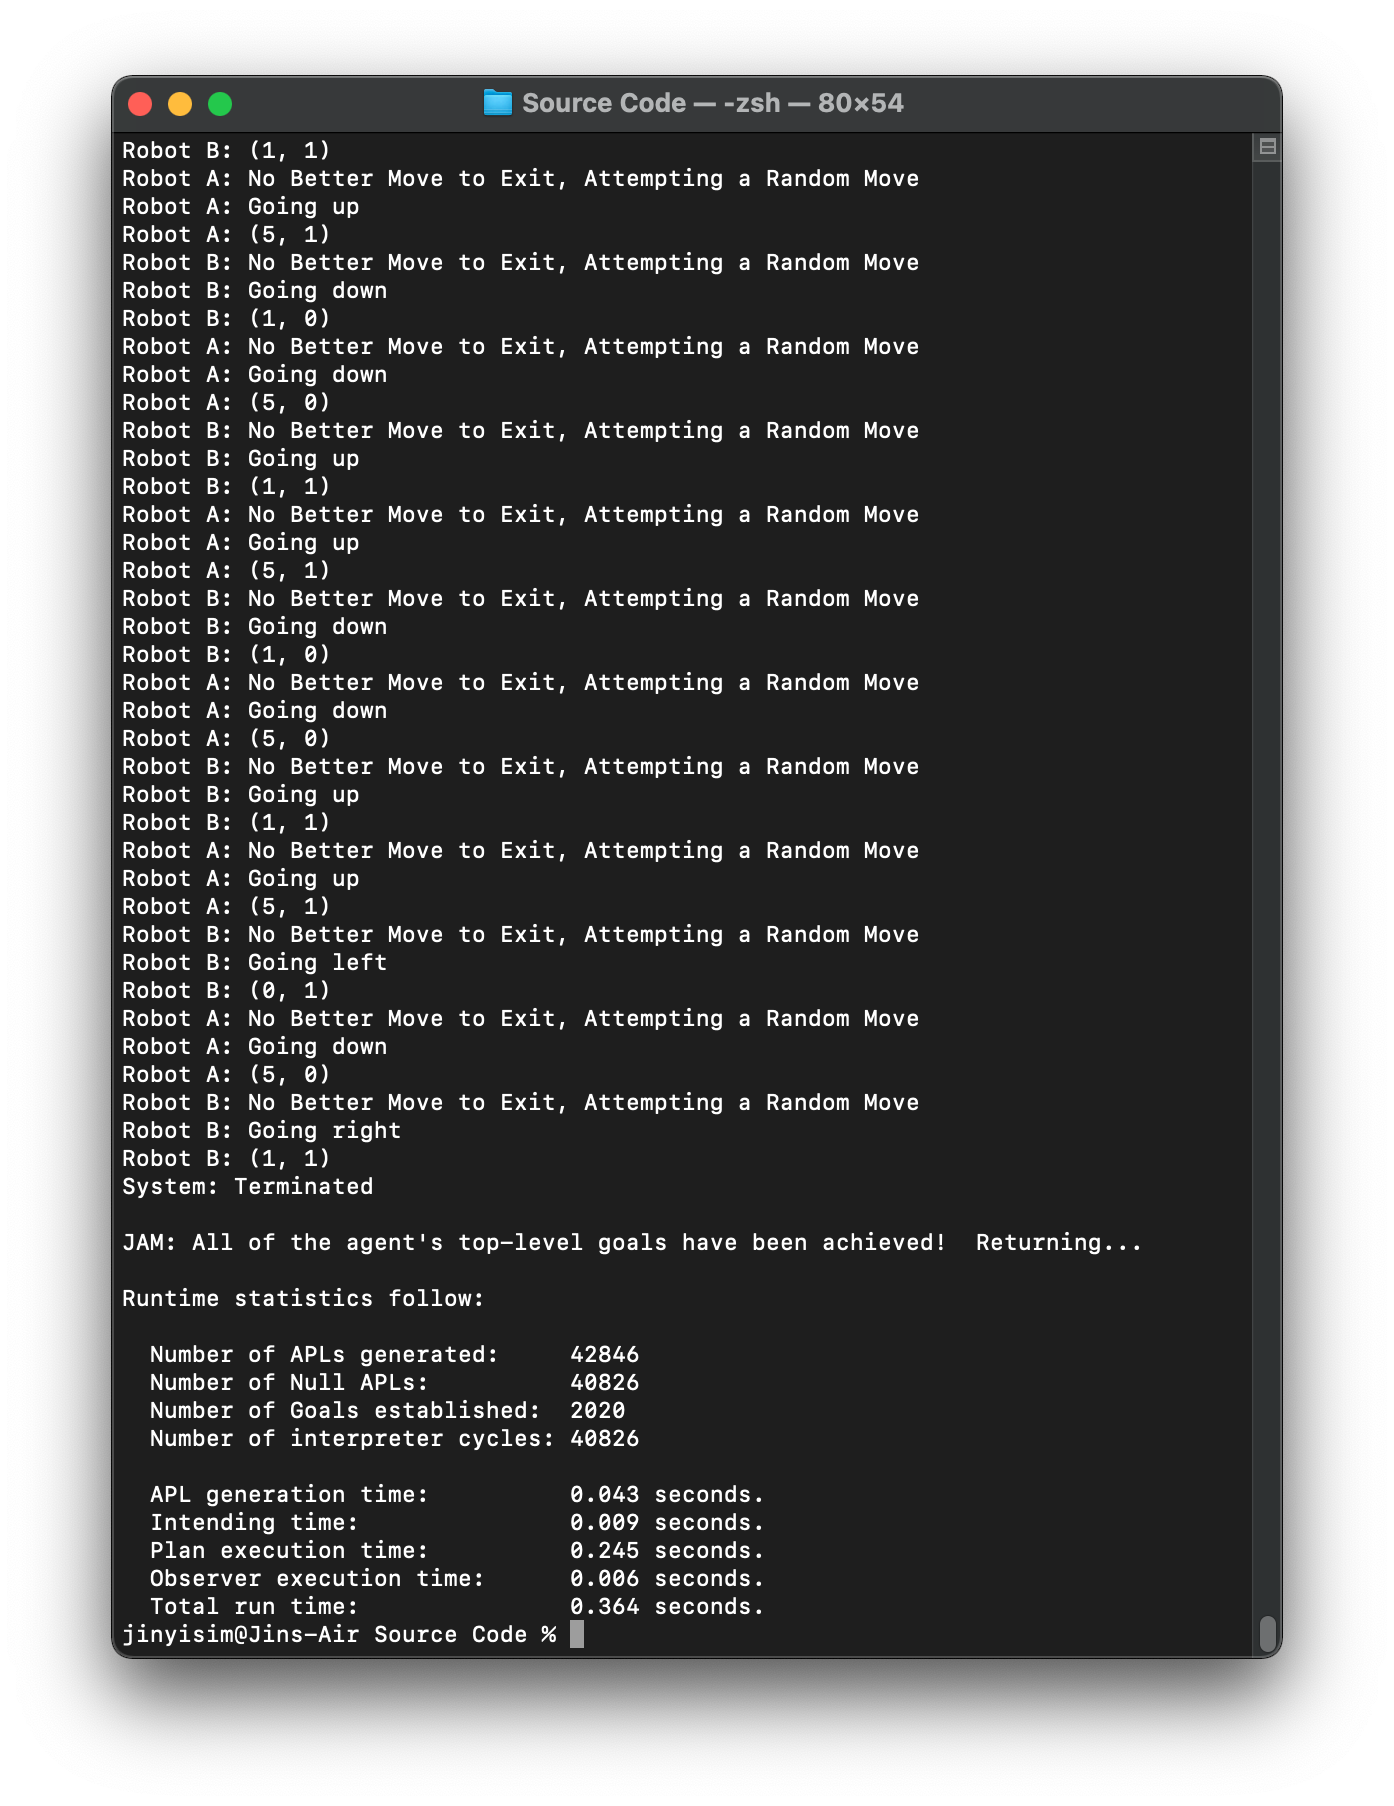 Source Code — -zsh — 80×54
Robot B: (1, 1)
Robot A: No Better Move to Exit, Attempting a Random Move
Robot A: Going up
Robot A: (5, 1)
Robot B: No Better Move to Exit, Attempting a Random Move
Robot B: Going down
Robot B: (1, 0)
Robot A: No Better Move to Exit, Attempting a Random Move
Robot A: Going down
Robot A: (5, 0)
Robot B: No Better Move to Exit, Attempting a Random Move
Robot B: Going up
Robot B: (1, 1)
Robot A: No Better Move to Exit, Attempting a Random Move
Robot A: Going up
Robot A: (5, 1)
Robot B: No Better Move to Exit, Attempting a Random Move
Robot B: Going down
Robot B: (1, 0)
Robot A: No Better Move to Exit, Attempting a Random Move
Robot A: Going down
Robot A: (5, 0)
Robot B: No Better Move to Exit, Attempting a Random Move
Robot B: Going up
Robot B: (1, 1)
Robot A: No Better Move to Exit, Attempting a Random Move
Robot A: Going up
Robot A: (5, 1)
Robot B: No Better Move to Exit, Attempting a Random Move
Robot B: Going left
Robot B: (0, 1)
Robot A: No Better Move to Exit, Attempting a Random Move
Robot A: Going down
Robot A: (5, 0)
Robot B: No Better Move to Exit, Attempting a Random Move
Robot B: Going right
Robot B: (1, 1)
System: Terminated
JAM: All of the agent's top-level goals have been achieved!  Returning...
Runtime statistics follow:
Number of APLs generated:     42846
Number of Null APLs:          40826
Number of Goals established:  2020
Number of interpreter cycles: 40826
APL generation time:          0.043 seconds.
Intending time:               0.009 seconds.
Plan execution time:          0.245 seconds.
Observer execution time:      0.006 seconds.
Total run time:               0.364 seconds.
jinyisim@Jins-Air Source Code %